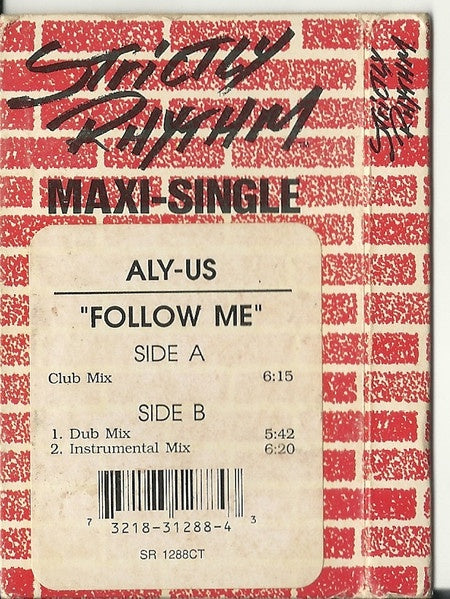 STRICTLY
RHYTHM
MAXI-SINGLE
ALY-US
"FOLLOW ME"
SIDE A
Club Mix 6:15
SIDE B
1. Dub Mix 5:42
2. Instrumental Mix 6:20
7 3218-31288-4 3
SR 1288CT
STRICTLY
RHYTHM